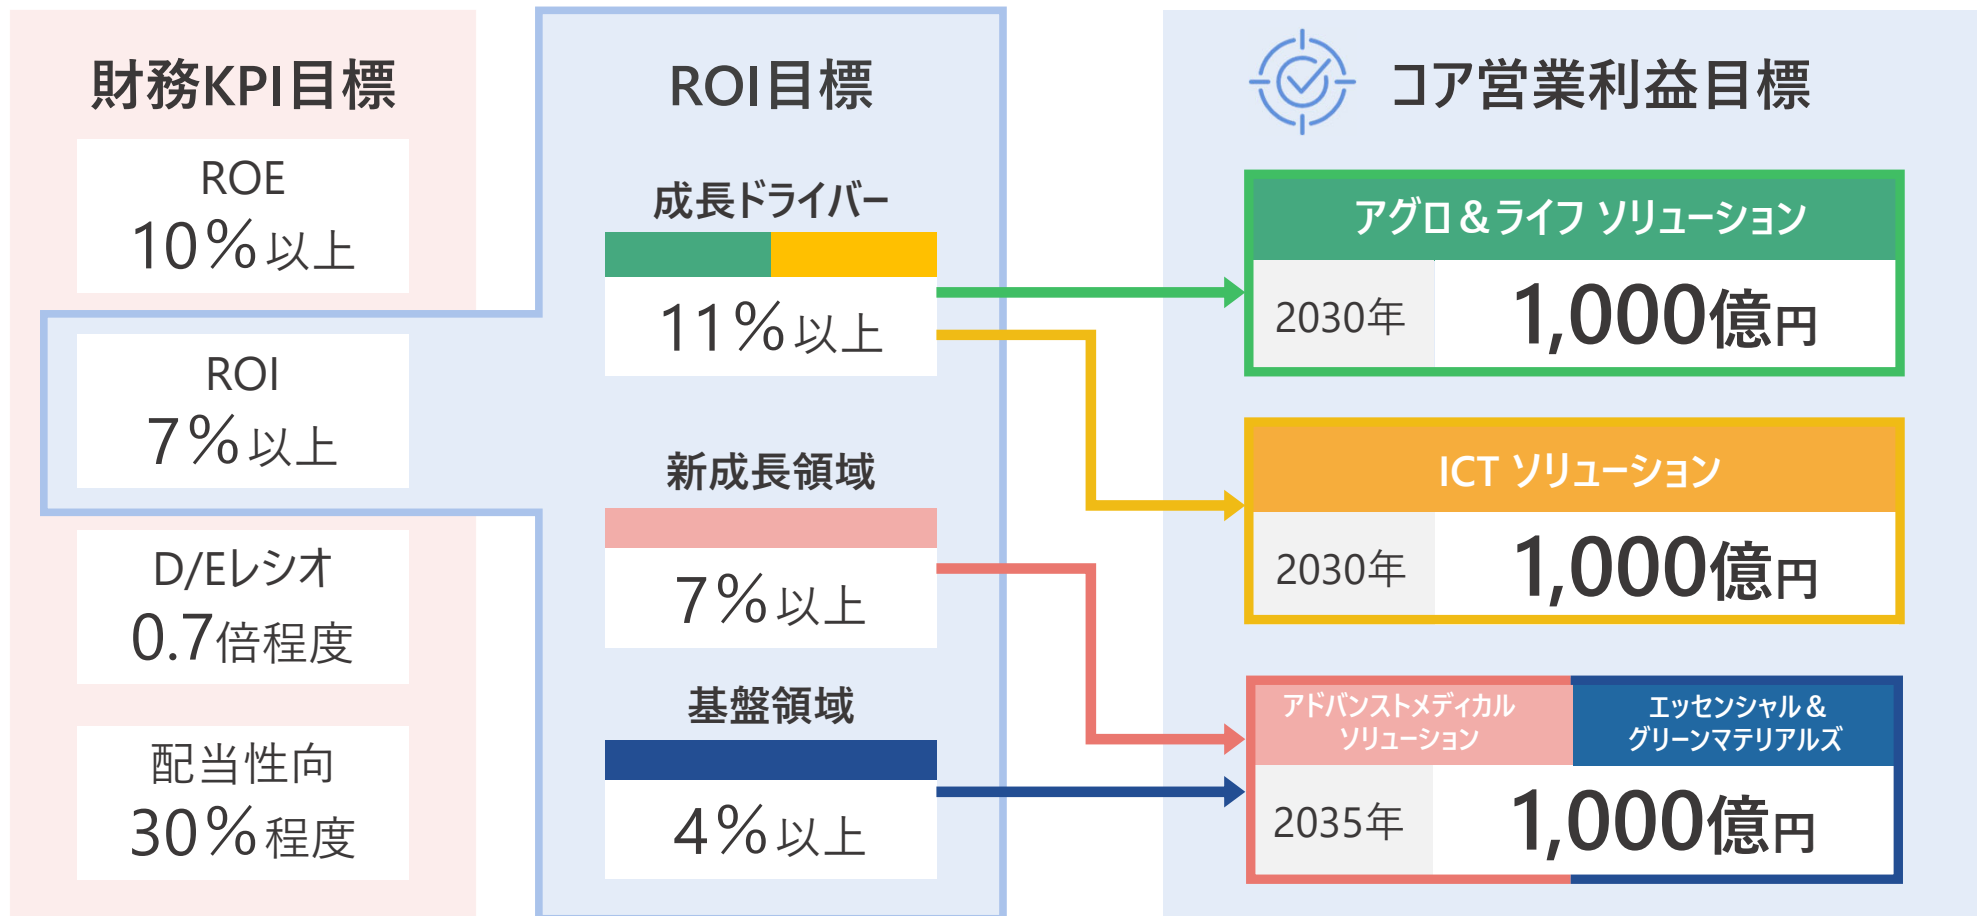 財務KPI目標
ROE
10%以上
ROI
7%以上
D/Eレシオ
0.7倍程度
配当性向
30%程度
ROI目標
成長ドライバー
11%以上
新成長領域
7%以上
基盤領域
4%以上
コア営業利益目標
アグロ&ライフ ソリューション
2030年 1,000億円
ICT ソリューション
2030年 1,000億円
アドバンストメディカル
ソリューション
エッセンシャル&
グリーンマテリアルズ
2035年 1,000億円